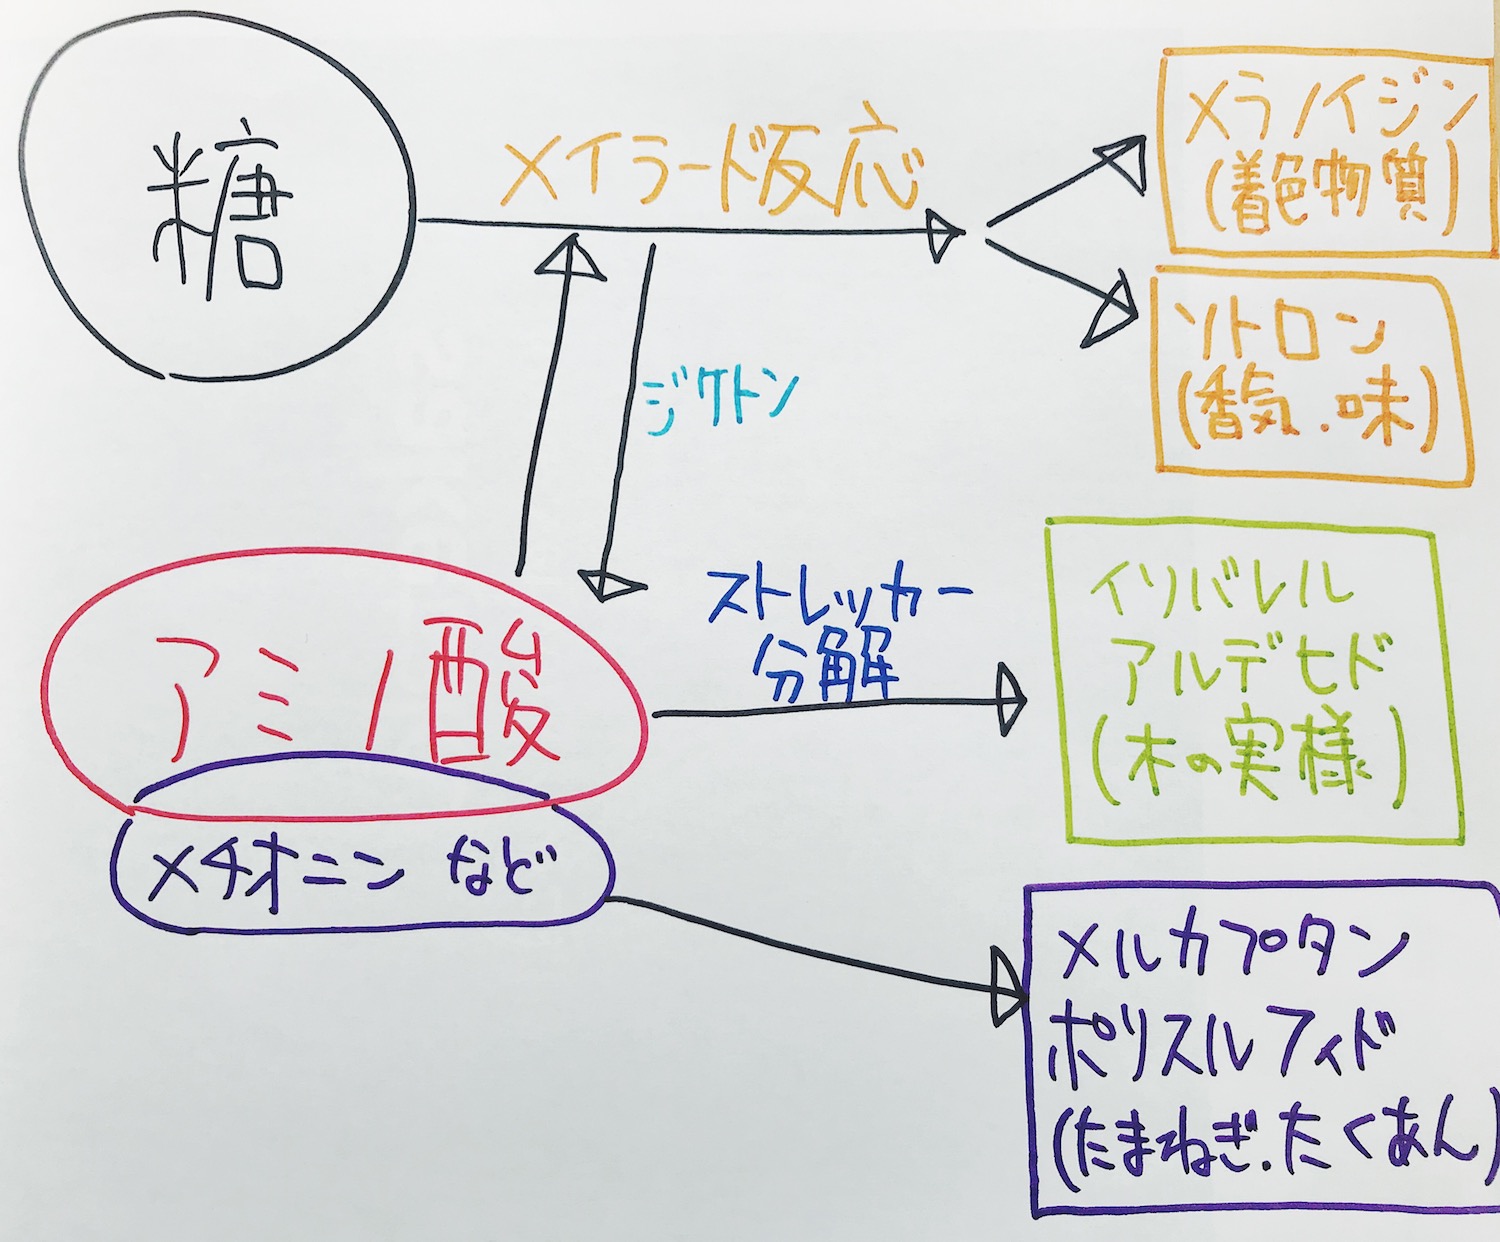 糖
メイラード反応
メラノイジン
(着色物質)
ソトロン
(香気.味)
ジケトン
アミノ酸
ストレッカー
分解
イソバレル
アルデヒド
(木の実様)
メチオニン など
メルカプタン
ポリスルフィド
(たまねぎ.たくあん)